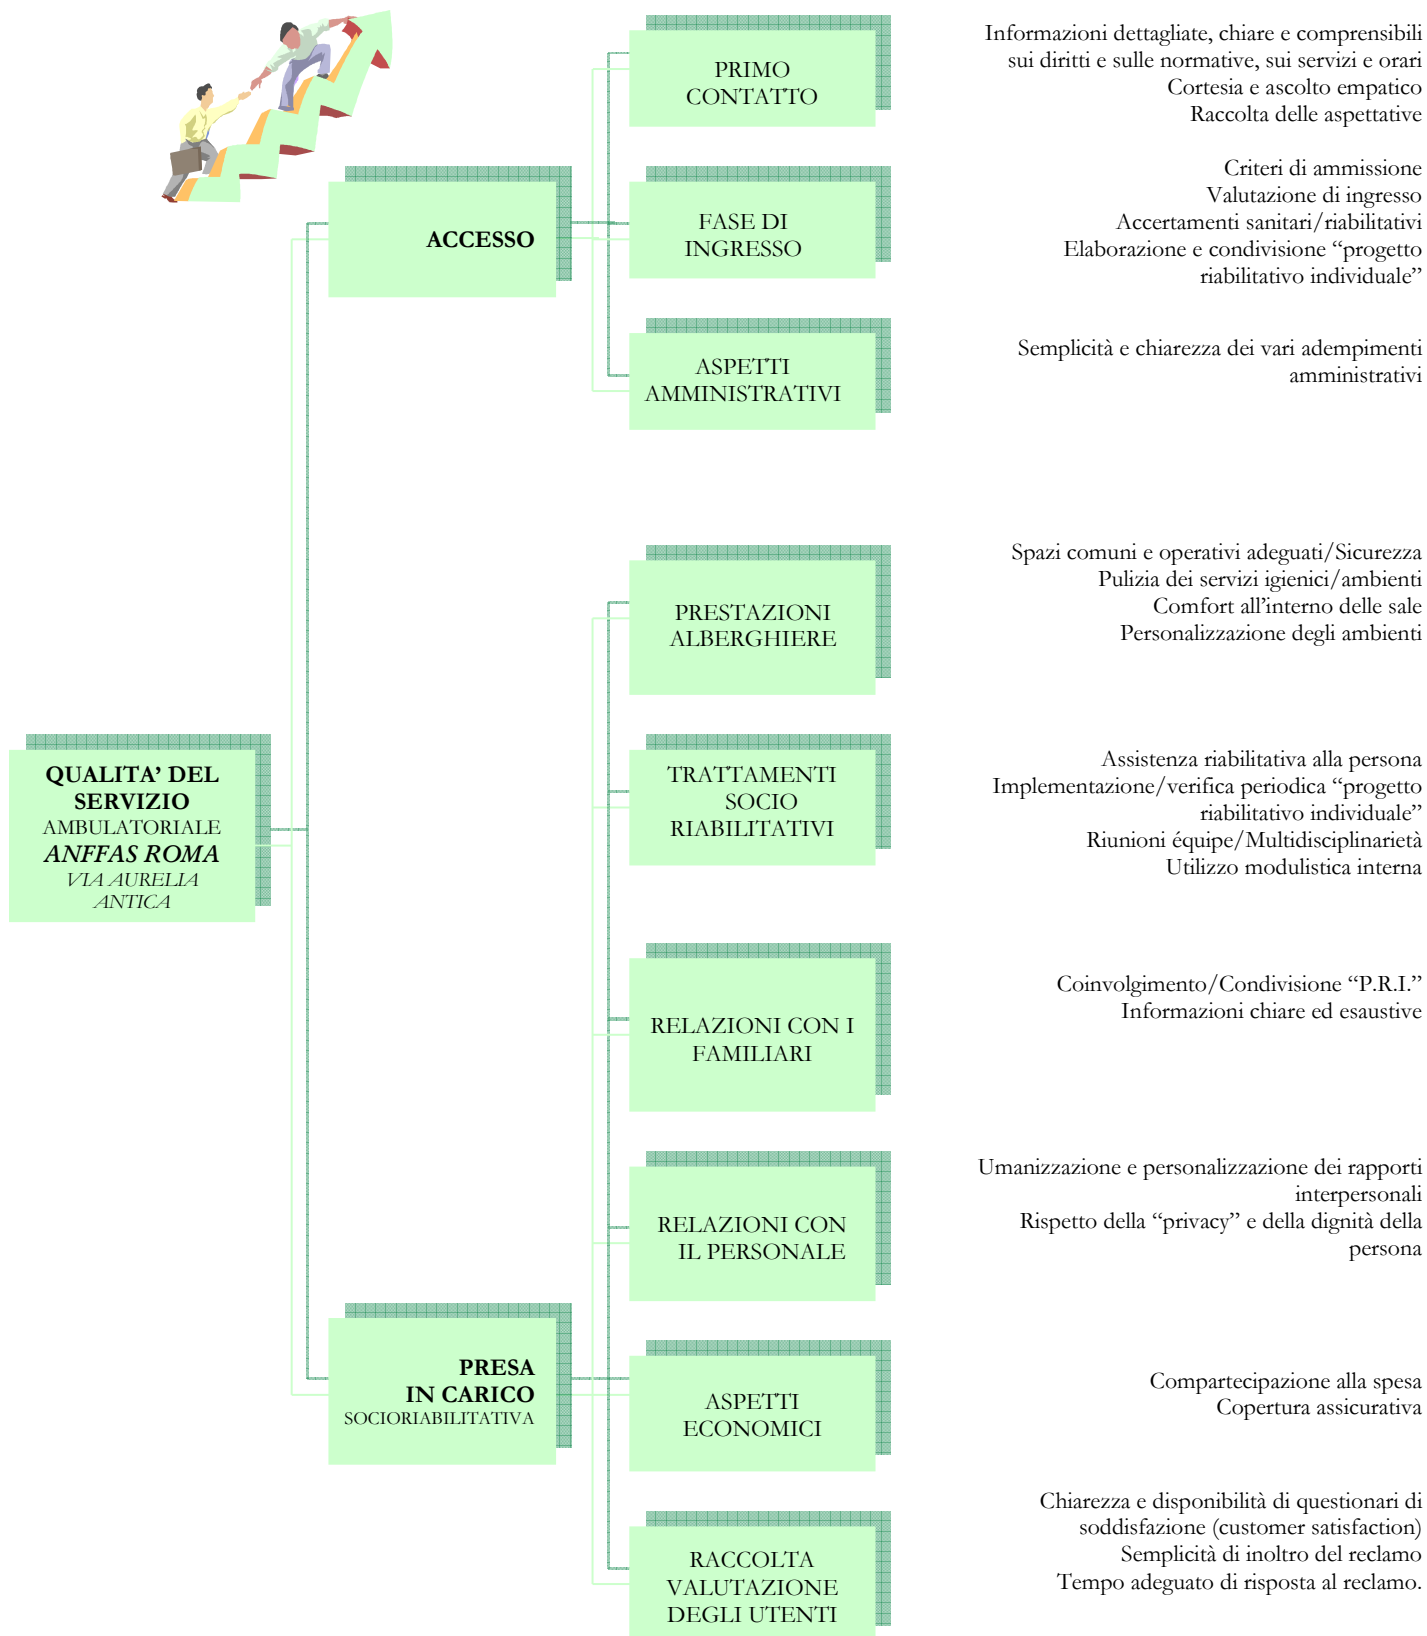 PRIMO
CONTATTO
Informazioni dettagliate, chiare e comprensibili
sui diritti e sulle normative, sui servizi e orari
Cortesia e ascolto empatico
Raccolta delle aspettative
ACCESSO
FASE DI
INGRESSO
Criteri di ammissione
Valutazione di ingresso
Accertamenti sanitari/riabilitativi
Elaborazione e condivisione “progetto
riabilitativo individuale”
ASPETTI
AMMINISTRATIVI
Semplicità e chiarezza dei vari adempimenti
amministrativi
PRESTAZIONI
ALBERGHIERE
Spazi comuni e operativi adeguati/Sicurezza
Pulizia dei servizi igienici/ambienti
Comfort all’interno delle sale
Personalizzazione degli ambienti
QUALITA’ DEL
SERVIZIO
AMBULATORIALE
ANFFAS ROMA
VIA AURELIA
ANTICA
TRATTAMENTI
SOCIO
RIABILITATIVI
Assistenza riabilitativa alla persona
Implementazione/verifica periodica “progetto
riabilitativo individuale”
Riunioni équipe/Multidisciplinarietà
Utilizzo modulistica interna
RELAZIONI CON I
FAMILIARI
Coinvolgimento/Condivisione “P.R.I.”
Informazioni chiare ed esaustive
RELAZIONI CON
IL PERSONALE
Umanizzazione e personalizzazione dei rapporti
interpersonali
Rispetto della “privacy” e della dignità della
persona
PRESA
IN CARICO
SOCIORIABILITATIVA
ASPETTI
ECONOMICI
Compartecipazione alla spesa
Copertura assicurativa
RACCOLTA
VALUTAZIONE
DEGLI UTENTI
Chiarezza e disponibilità di questionari di
soddisfazione (customer satisfaction)
Semplicità di inoltro del reclamo
Tempo adeguato di risposta al reclamo.